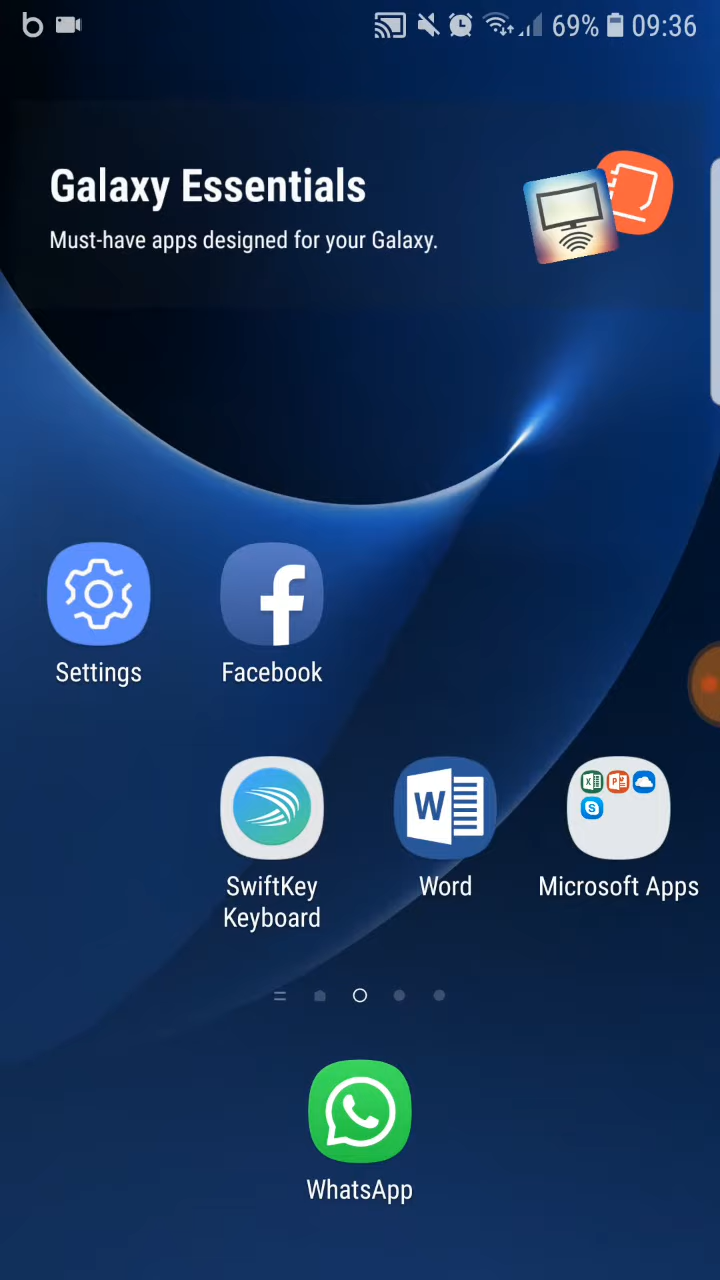 69% 09:36
Galaxy Essentials
Must-have apps designed for your Galaxy.
Settings
Facebook
SwiftKey
Keyboard
W
Word
Microsoft Apps
WhatsApp